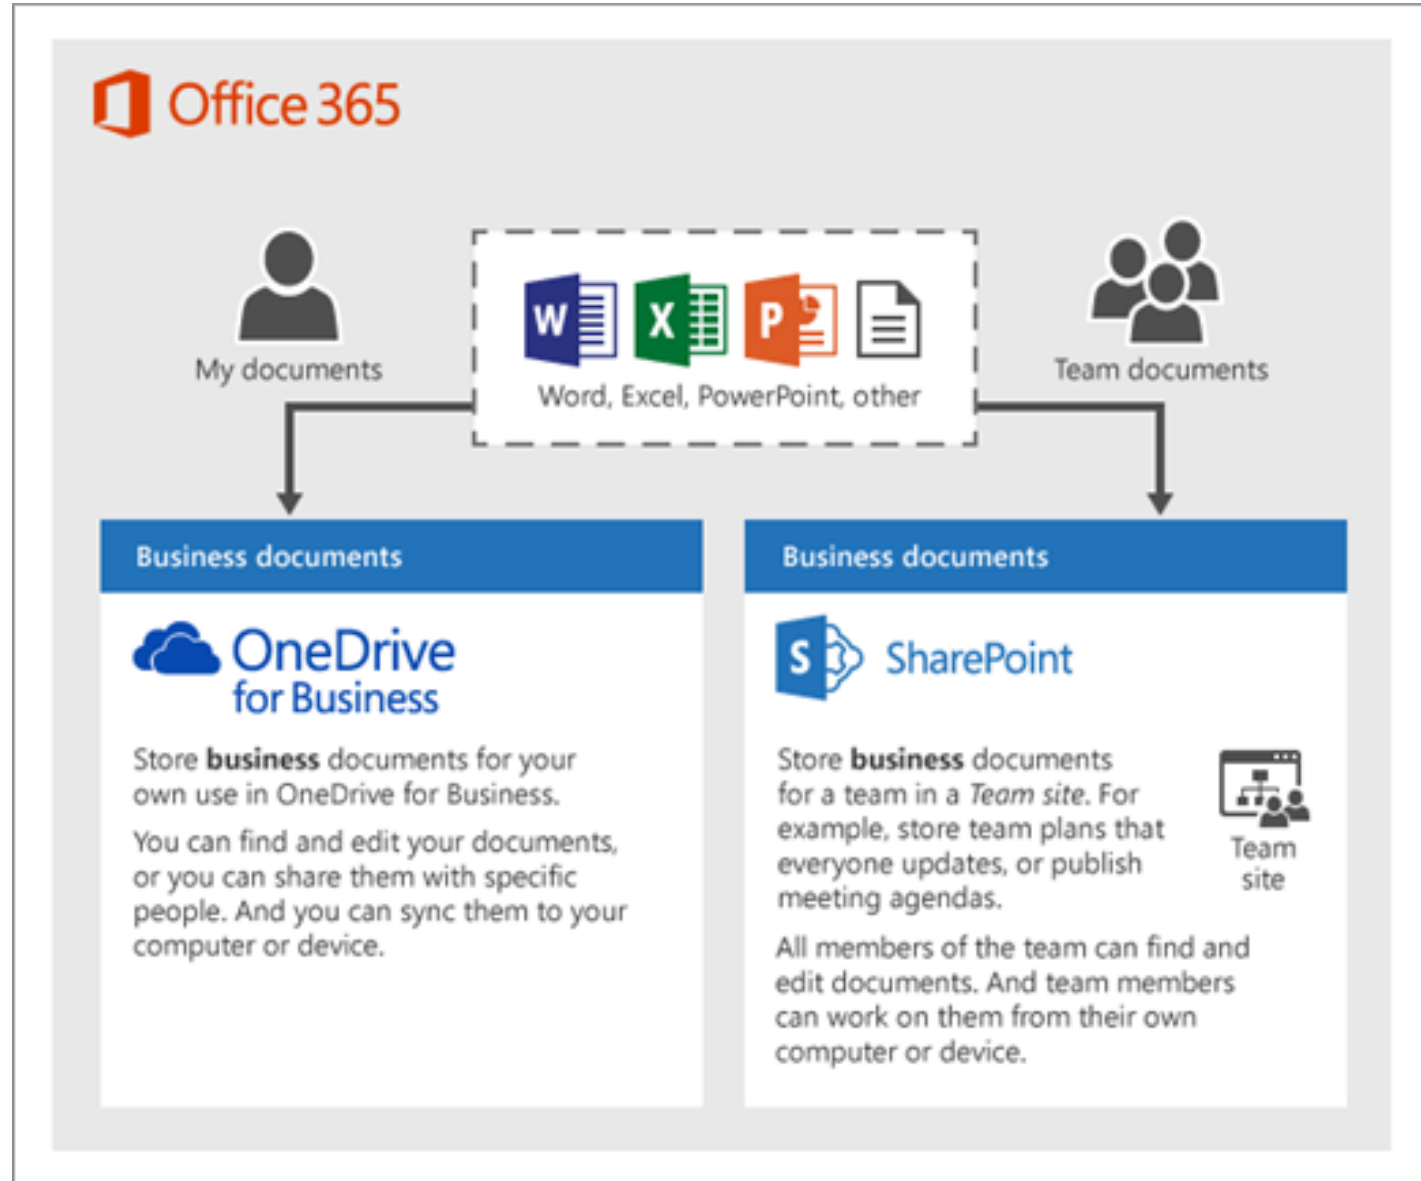 Office 365
W
X
P
My documents
Word, Excel, PowerPoint, other
Team documents
Business documents
OneDrive
for Business
Store business documents for your
own use in OneDrive for Business.
You can find and edit your documents,
or you can share them with specific
people. And you can sync them to your
computer or device.
Business documents
S
SharePoint
Store business documents
for a team in a Team site. For
example, store team plans that
everyone updates, or publish
meeting agendas.
Team
site
All members of the team can find and
edit documents. And team members
can work on them from their own
computer or device.